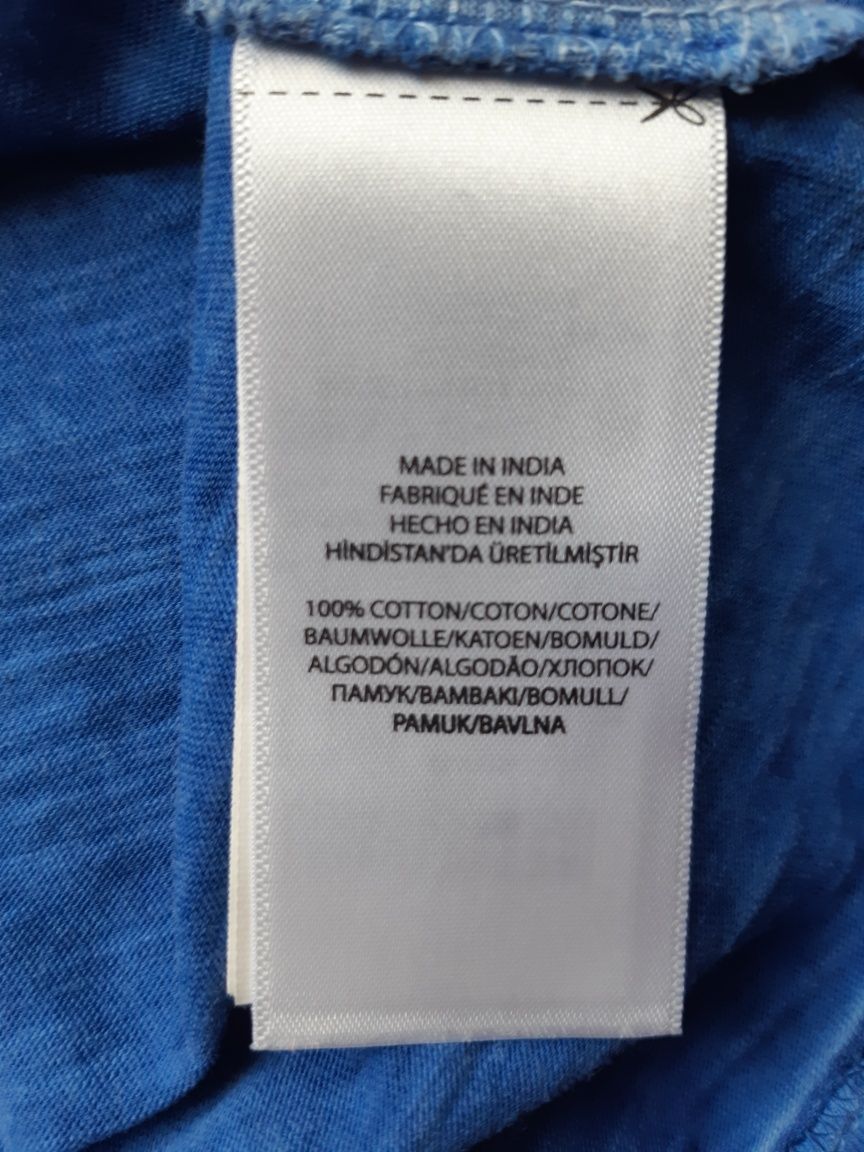 MADE IN INDIA
FABRIQUÉ EN INDE
HECHO EN INDIA
HİNDİSTAN'DA ÜRETİLMİŞTİR
100% COTTON/COTON/COTONE/
BAUMWOLLE/KATOEN/BOMULD/
ALGODÓN/ALGODÃO/ХЛОПОК/
ПАМУК/BAMBAKI/BOMULL/
PAMUK/BAVLNA